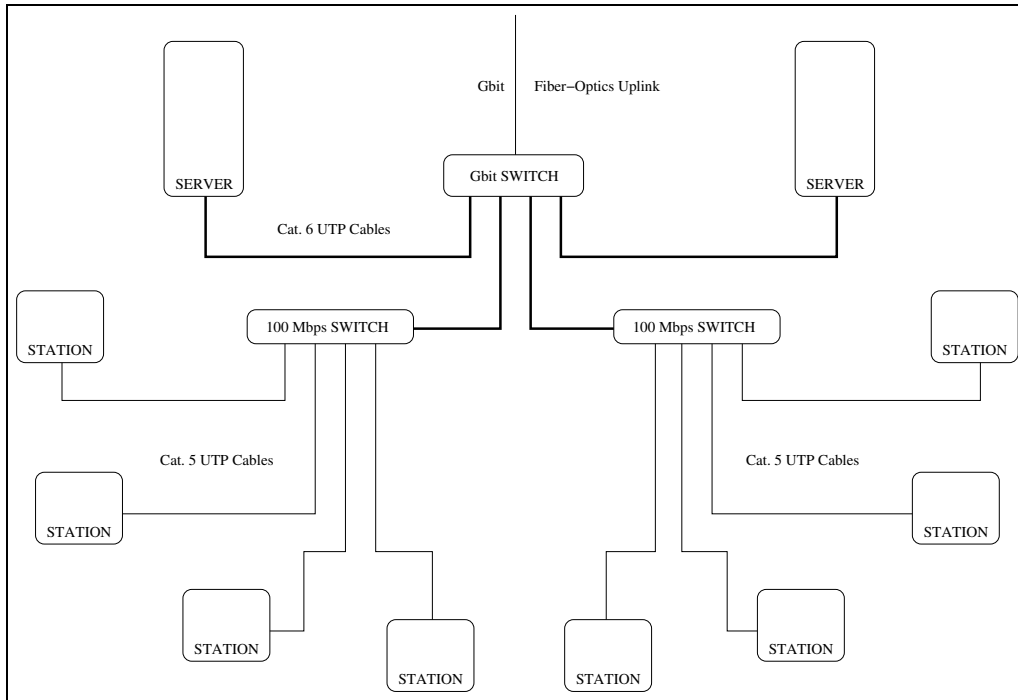 Gbit
Fiber−Optics Uplink
SERVER
Gbit SWITCH
SERVER
Cat. 6 UTP Cables
100 Mbps SWITCH
100 Mbps SWITCH
STATION
STATION
Cat. 5 UTP Cables
Cat. 5 UTP Cables
STATION
STATION
STATION
STATION
STATION
STATION